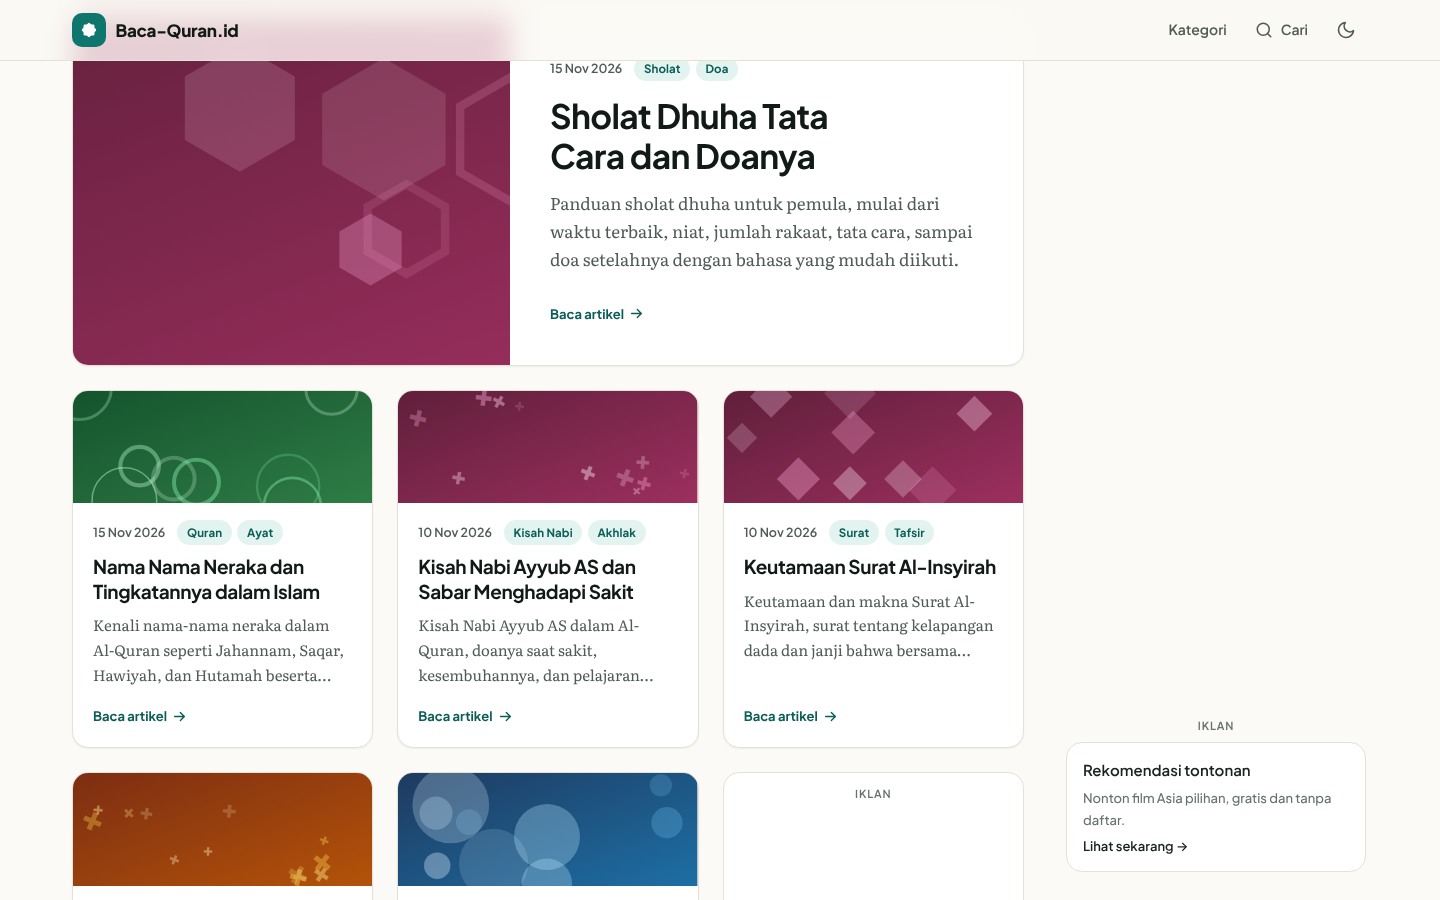 Baca-Quran.id
Kategori
Cari
15 Nov 2026
Sholat
Doa
Sholat Dhuha Tata
Cara dan Doanya
Panduan sholat dhuha untuk pemula, mulai dari
waktu terbaik, niat, jumlah rakaat, tata cara, sampai
doa setelahnya dengan bahasa yang mudah diikuti.
Baca artikel →
15 Nov 2026
Quran
Ayat
Nama Nama Neraka dan
Tingkatannya dalam Islam
Kenali nama-nama neraka dalam
Al-Quran seperti Jahannam, Saqar,
Hawiyah, dan Hutamah beserta...
Baca artikel →
10 Nov 2026
Kisah Nabi
Akhlak
Kisah Nabi Ayyub AS dan
Sabar Menghadapi Sakit
Kisah Nabi Ayyub AS dalam Al-
Quran, doanya saat sakit,
kesembuhannya, dan pelajaran...
Baca artikel →
10 Nov 2026
Surat
Tafsir
Keutamaan Surat Al-Insyirah
Keutamaan dan makna Surat Al-
Insyirah, surat tentang kelapangan
dada dan janji bahwa bersama...
Baca artikel →
IKLAN
IKLAN
Rekomendasi tontonan
Nonton film Asia pilihan, gratis dan tanpa
daftar.
Lihat sekarang →